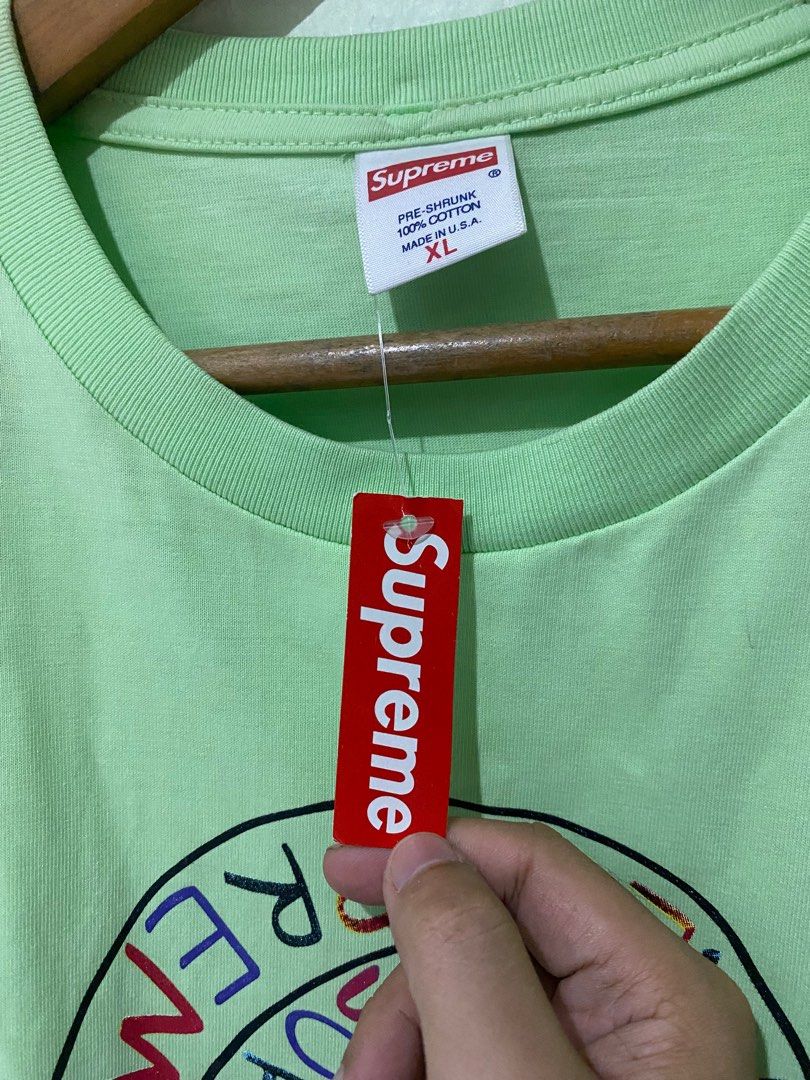 Supreme
®
PRE-SHRUNK
100% COTTON
MADE IN U.S.A.
XL
Supreme
R
E
M